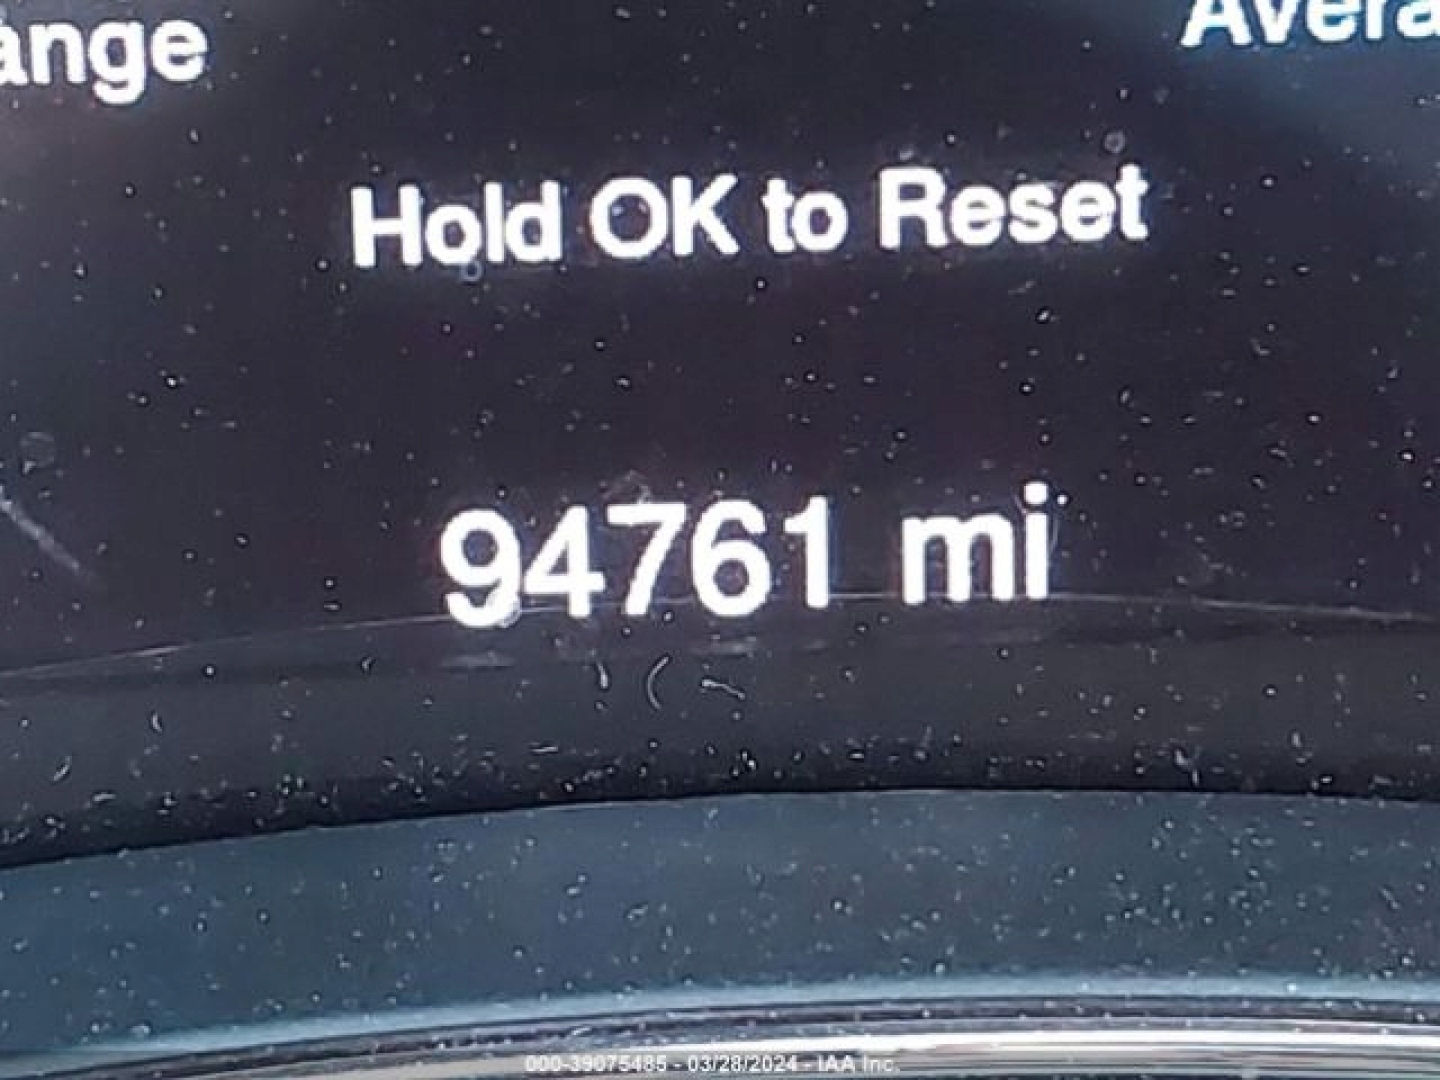 ange
Avera
Hold OK to Reset
94761 mi
000-39075485 - 03/28/2024 - IAA Inc.